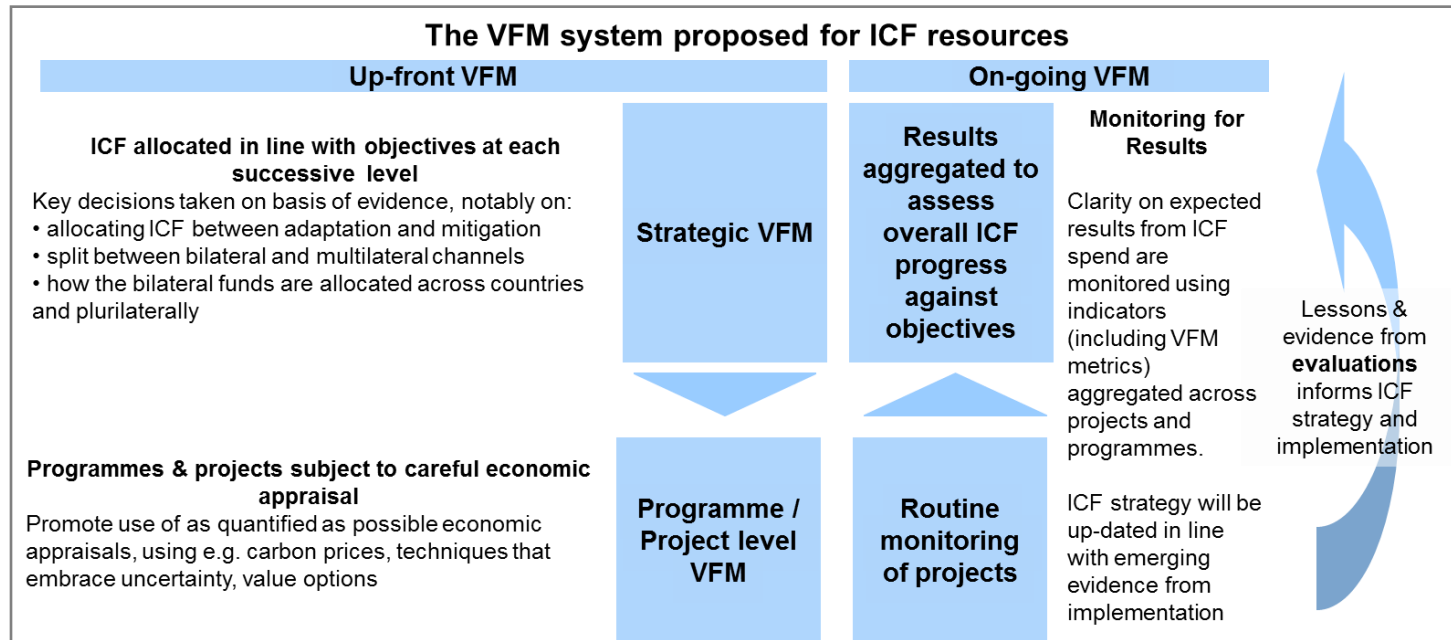 The VFM system proposed for ICF resources
Up-front VFM
On-going VFM
ICF allocated in line with objectives at each
successive level
Key decisions taken on basis of evidence, notably on:
• allocating ICF between adaptation and mitigation
• split between bilateral and multilateral channels
• how the bilateral funds are allocated across countries
and plurilaterally
Strategic VFM
Results
aggregated to
assess
overall ICF
progress
against
objectives
Monitoring for
Results
Clarity on expected
results from ICF
spend are
monitored using
indicators
(including VFM
metrics)
aggregated across
projects and
programmes.
ICF strategy will be
up-dated in line
with emerging
evidence from
implementation
Lessons &
evidence from
evaluations
informs ICF
strategy and
implementation
Programmes & projects subject to careful economic
appraisal
Promote use of as quantified as possible economic
appraisals, using e.g. carbon prices, techniques that
embrace uncertainty, value options
Programme /
Project level
VFM
Routine
monitoring
of projects